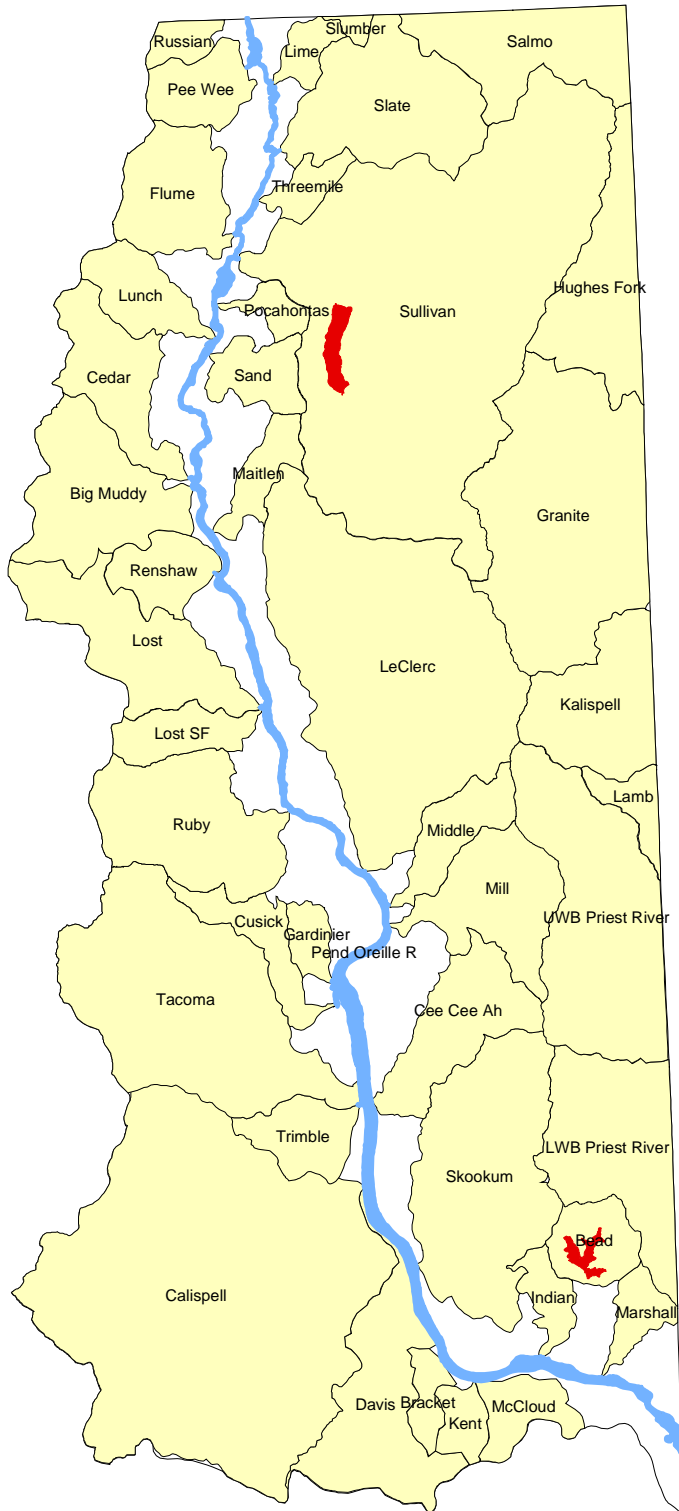 Slumber
Russian
Lime
Salmo
Pee Wee
Slate
Threemile
Flume
Hughes Fork
Lunch
Pocahontas
Sullivan
Cedar
Sand
Maitlen
Big Muddy
Granite
Renshaw
Lost
LeClerc
Kalispell
Lost SF
Lamb
Ruby
Middle
Mill
Cusick
UWB Priest River
Gardinier
Pend Oreille R
Tacoma
Cee Cee Ah
Trimble
LWB Priest River
Skookum
Bead
Calispell
Indian
Marshall
Davis
Bracket
McCloud
Kent